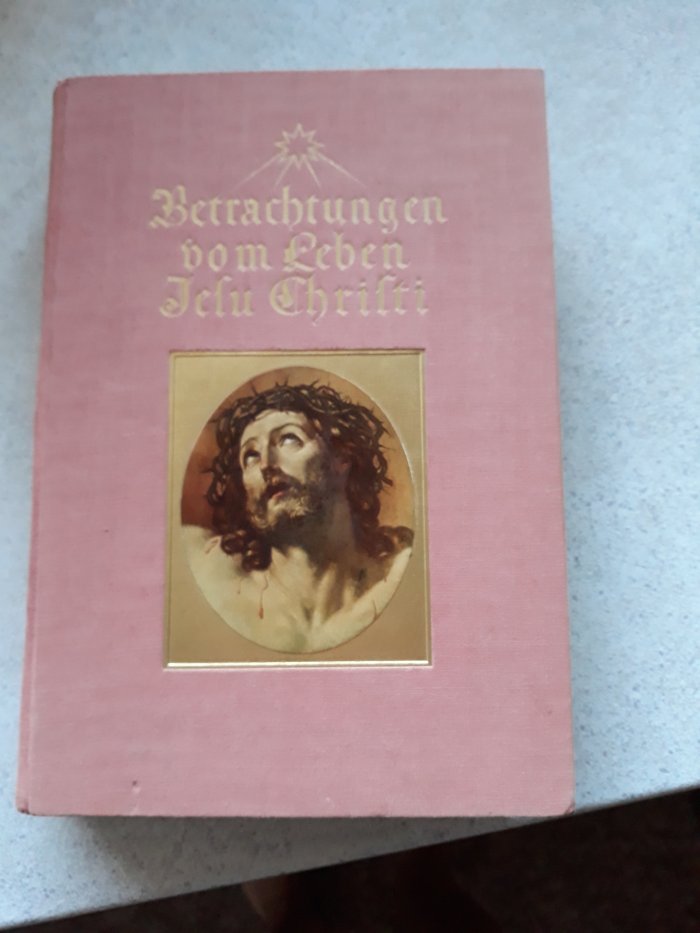 Betrachtungen
vom Leben
Jeſu Chriſti